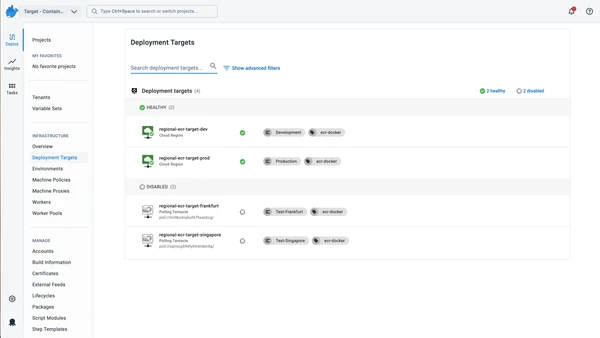 Target - Contain...
Type Ctrl+Space to search or switch projects...
Deploy
Insights
Tasks
Projects
MY FAVORITES
No favorite projects
Tenants
Variable Sets
INFRASTRUCTURE
Overview
Deployment Targets
Environments
Machine Policies
Machine Proxies
Workers
Worker Pools
MANAGE
Accounts
Build Information
Certificates
External Feeds
Lifecycles
Packages
Script Modules
Step Templates
Deployment Targets
Search deployment targets...
Show advanced filters
Deployment targets (4)
2 healthy
2 disabled
HEALTHY (2)
regional-ecr-target-dev
Cloud Region
Development
ecr-docker
regional-ecr-target-prod
Cloud Region
Production
ecr-docker
DISABLED (2)
regional-ecr-target-frankfurt
Polling Tentacle
Test-Frankfurt
ecr-docker
regional-ecr-target-singapore
Polling Tentacle
Test-Singapore
ecr-docker